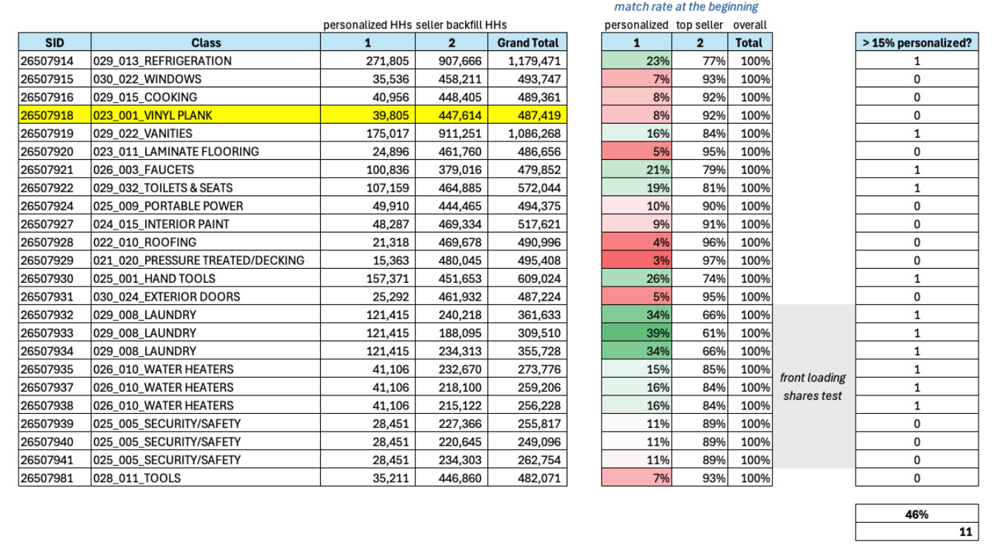 match rate at the beginning
personalized HHs seller backfill HHs personalized top seller overall
SID Class 1 2 Grand Total 1 2 Total > 15% personalized?
26507914 029_013_REFRIGERATION 271,805 907,666 1,179,471 23% 77% 100% 1
26507915 030_022_WINDOWS 35,536 458,211 493,747 7% 93% 100% 0
26507916 029_015_COOKING 40,956 448,405 489,361 8% 92% 100% 0
26507918 023_001_VINYL PLANK 39,805 447,614 487,419 8% 92% 100% 0
26507919 029_022_VANITIES 175,017 911,251 1,086,268 16% 84% 100% 1
26507920 023_011_LAMINATE FLOORING 24,896 461,760 486,656 5% 95% 100% 0
26507921 026_003_FAUCETS 100,836 379,016 479,852 21% 79% 100% 1
26507922 029_032_TOILETS & SEATS 107,159 464,885 572,044 19% 81% 100% 1
26507924 025_009_PORTABLE POWER 49,910 444,465 494,375 10% 90% 100% 0
26507927 024_015_INTERIOR PAINT 48,287 469,334 517,621 9% 91% 100% 0
26507928 022_010_ROOFING 21,318 469,678 490,996 4% 96% 100% 0
26507929 021_020_PRESSURE TREATED/DECKING 15,363 480,045 495,408 3% 97% 100% 0
26507930 025_001_HAND TOOLS 157,371 451,653 609,024 26% 74% 100% 1
26507931 030_024_EXTERIOR DOORS 25,292 461,932 487,224 5% 95% 100% 0
26507932 029_008_LAUNDRY 121,415 240,218 361,633 34% 66% 100% 1
26507933 029_008_LAUNDRY 121,415 188,095 309,510 39% 61% 100% 1
26507934 029_008_LAUNDRY 121,415 234,313 355,728 34% 66% 100% 1
26507935 026_010_WATER HEATERS 41,106 232,670 273,776 15% 85% 100% 1
26507937 026_010_WATER HEATERS 41,106 218,100 259,206 16% 84% 100% 1
26507938 026_010_WATER HEATERS 41,106 215,122 256,228 16% 84% 100% 1
26507939 025_005_SECURITY/SAFETY 28,451 227,366 255,817 11% 89% 100% 0
26507940 025_005_SECURITY/SAFETY 28,451 220,645 249,096 11% 89% 100% 0
26507941 025_005_SECURITY/SAFETY 28,451 234,303 262,754 11% 89% 100% 0
26507981 028_011_TOOLS 35,211 446,860 482,071 7% 93% 100% 0
front loading
shares test
46%
11